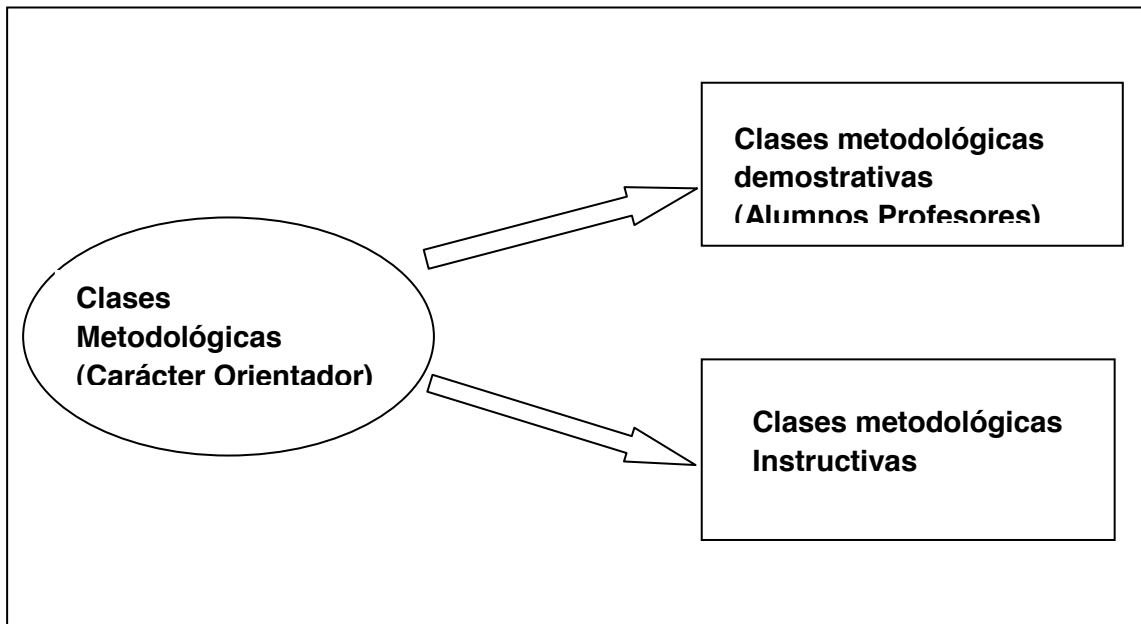 Clases metodológicas
demostrativas
(Alumnos Profesores)
Clases
Metodológicas
(Carácter Orientador)
Clases metodológicas
Instructivas